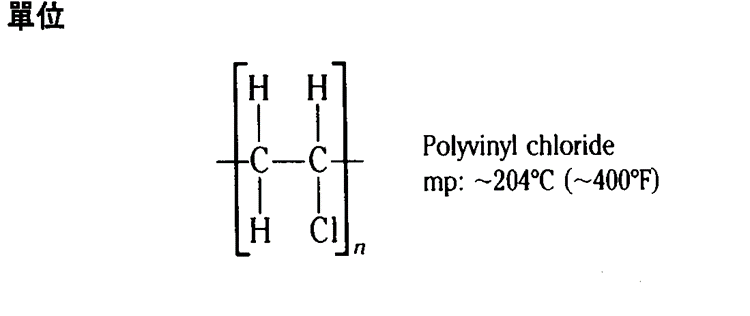 單位
H H
C C
H Cl
n
Polyvinyl chloride
mp: ~204°C (~400°F)